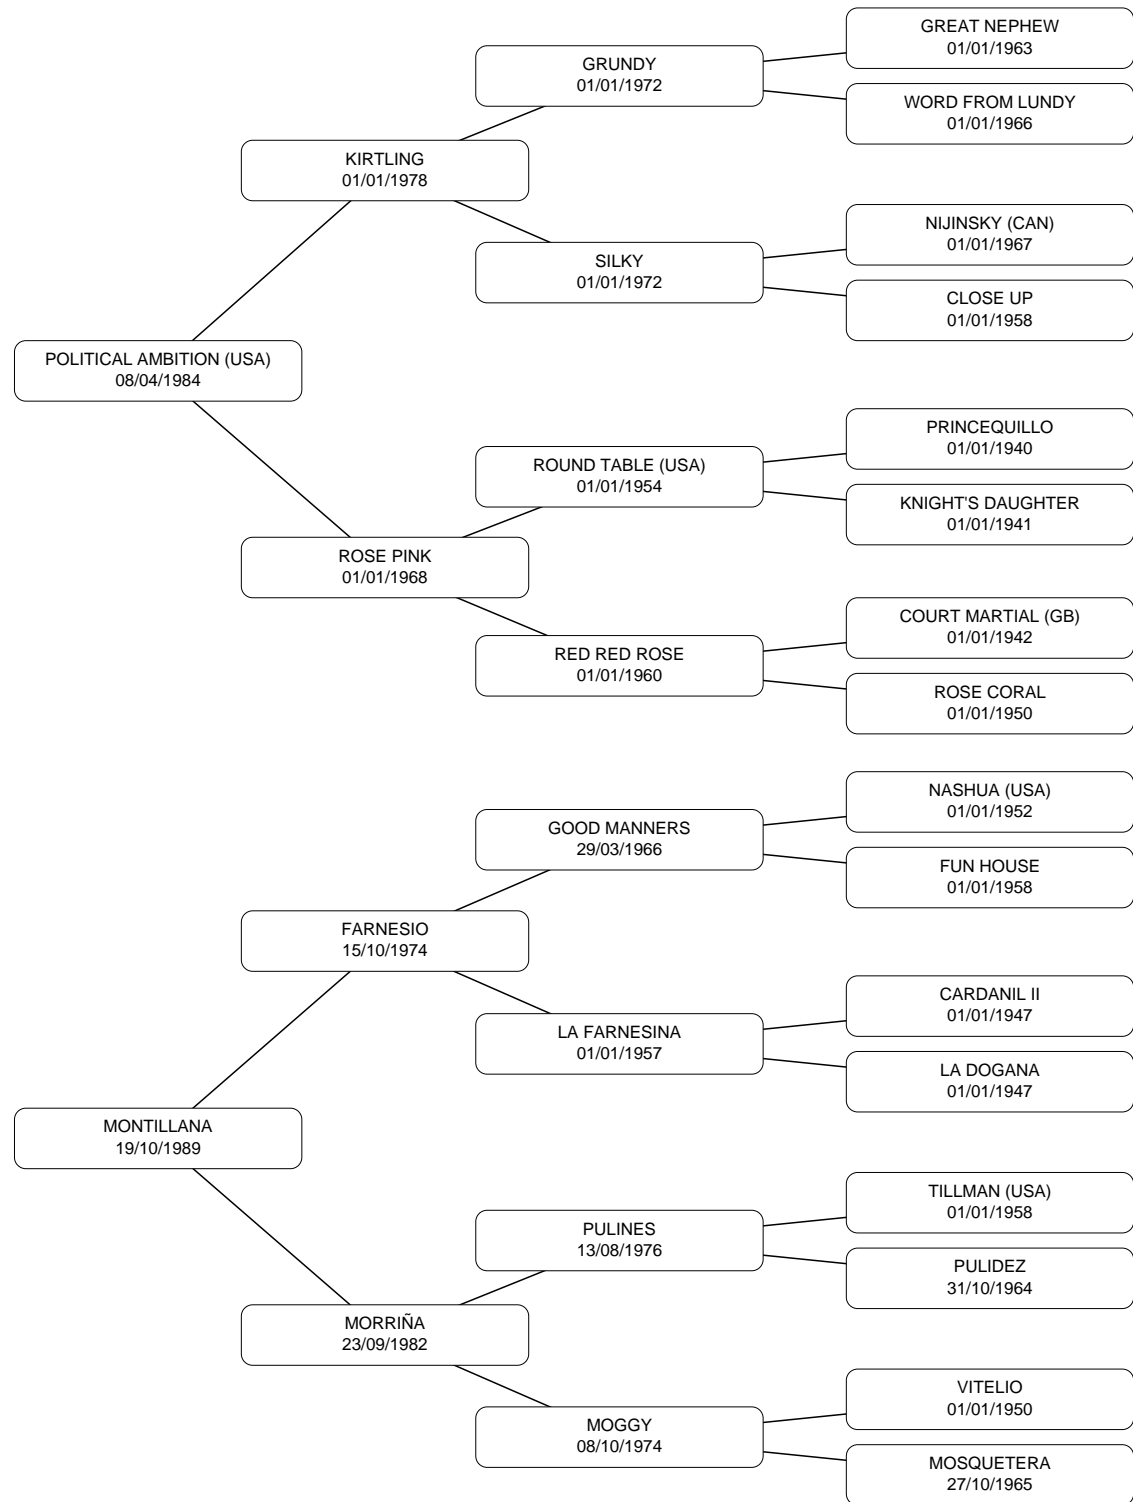 GREAT NEPHEW
01/01/1963
GRUNDY
01/01/1972
WORD FROM LUNDY
01/01/1966
KIRTLING
01/01/1978
NIJINSKY (CAN)
01/01/1967
SILKY
01/01/1972
CLOSE UP
01/01/1958
POLITICAL AMBITION (USA)
08/04/1984
PRINCEQUILLO
01/01/1940
ROUND TABLE (USA)
01/01/1954
KNIGHT'S DAUGHTER
01/01/1941
ROSE PINK
01/01/1968
COURT MARTIAL (GB)
01/01/1942
RED RED ROSE
01/01/1960
ROSE CORAL
01/01/1950
NASHUA (USA)
01/01/1952
GOOD MANNERS
29/03/1966
FUN HOUSE
01/01/1958
FARNESIO
15/10/1974
CARDANIL II
01/01/1947
LA FARNESINA
01/01/1957
LA DOGANA
01/01/1947
MONTILLANA
19/10/1989
TILLMAN (USA)
01/01/1958
PULINES
13/08/1976
PULIDEZ
31/10/1964
MORRIÑA
23/09/1982
VITELIO
01/01/1950
MOGGY
08/10/1974
MOSQUETERA
27/10/1965